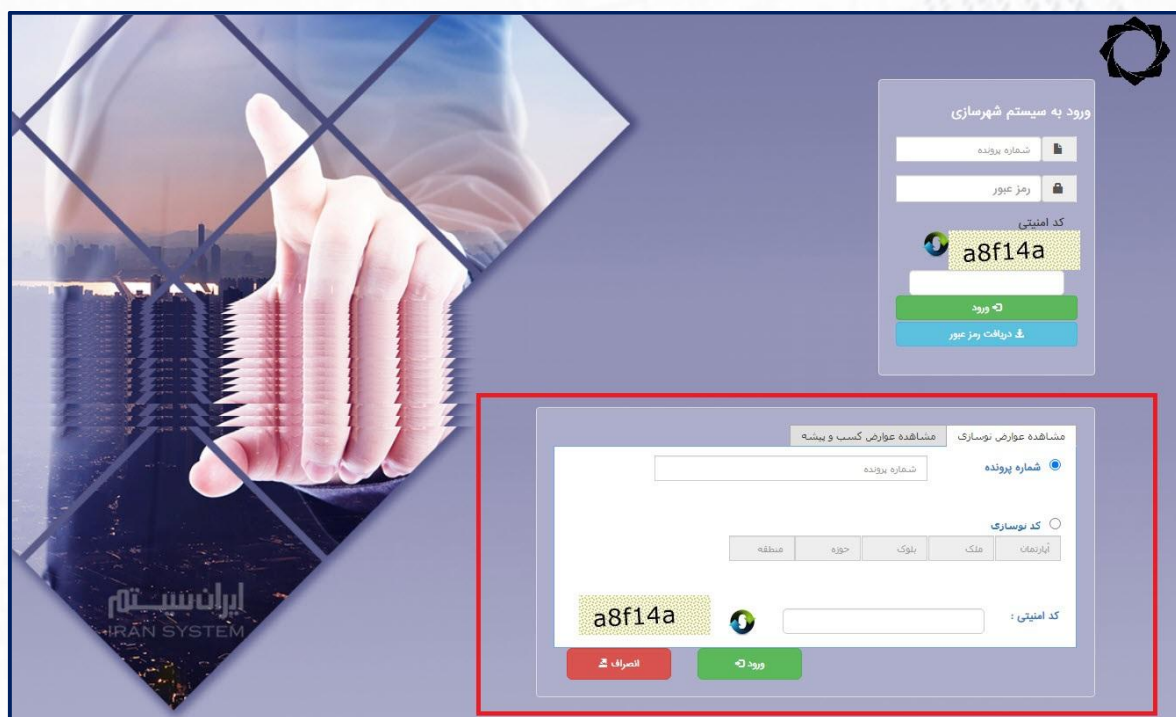 ورود به سیستم شهرسازی
شماره پرونده
رمز عبور
کد امنیتی
a8f14a
ورود
دریافت رمز عبور
مشاهده عوارض نوسازی
مشاهده عوارض کسب و پیشه
شماره پرونده
شماره پرونده
کد نوسازی
آپارتمان ملک بلوک حوزه منطقه
کد امنیتی :
a8f14a
ورود
انصراف
ایران سیستم
IRAN SYSTEM